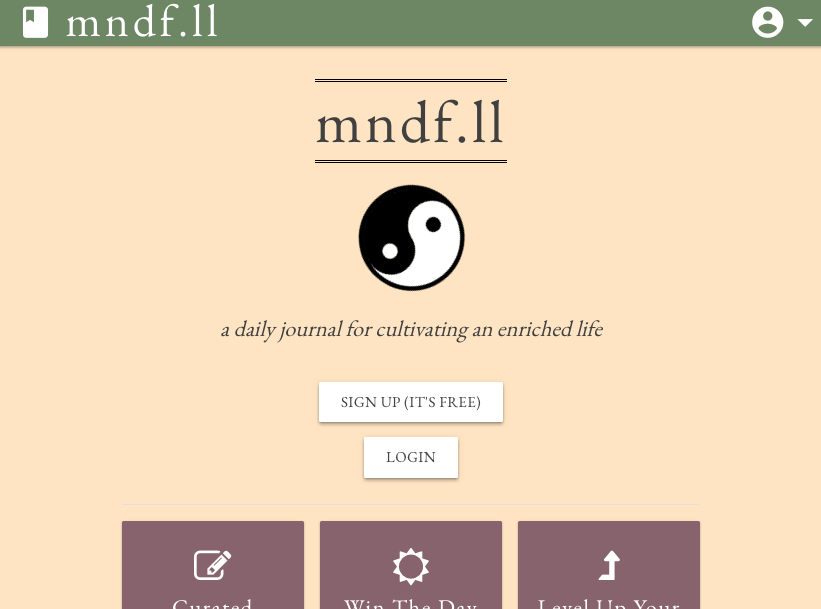 mndf.ll
mndf.ll
a daily journal for cultivating an enriched life
SIGN UP (IT'S FREE)
LOGIN
Curated
Win The Day
Level Up Your